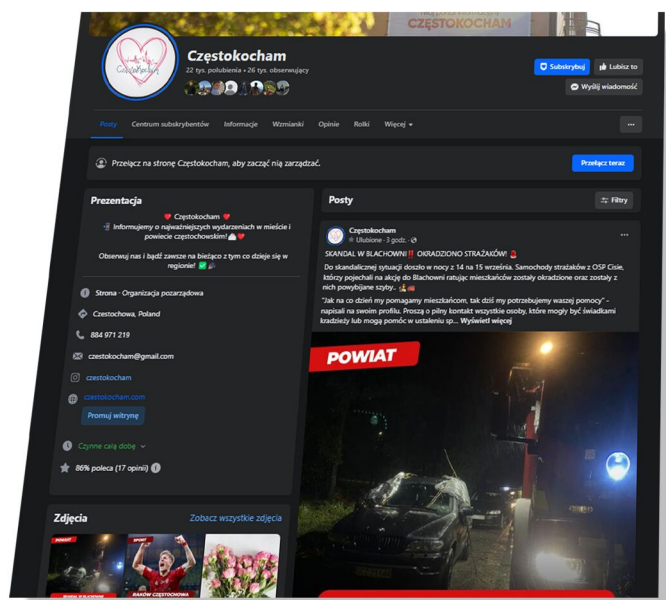 CZĘSTOKOCHAM
Częstokocham
Częstokocham
22 tys. polubienia • 26 tys. obserwujący
Subskrybuj
Lubisz to
Wyślij wiadomość
Posty
Centrum subskrybentów
Informacje
Wzmianki
Opinie
Rolki
Więcej
Przełącz na stronę Częstokocham, aby zacząć nią zarządzać.
Przełącz teraz
Prezentacja
❤️ Częstokocham ❤️
Informujemy o najważniejszych wydarzeniach w mieście i
powiecie częstochowskim!
Obserwuj nas i bądź zawsze na bieżąco z tym co dzieje się w
regionie! ✅
Strona · Organizacja pozarządowa
Częstochowa, Poland
884 971 219
czestokocham@gmail.com
czestokocham
czestokocham.com
Promuj witrynę
Czynne całą dobę
86% poleca (17 opinii)
Zdjęcia
Zobacz wszystkie zdjęcia
POWIAT
SPORT
RAKÓW CZĘSTOCHOWA
Posty
Filtry
Częstokocham
Ulubione · 3 godz. ·
SKANDAL W BLACHOWNI‼️ OKRADZIONO STRAŻAKÓW! 🚨
Do skandalicznej sytuacji doszło w nocy z 14 na 15 września. Samochody strażaków z OSP Cisie,
którzy pojechali na akcję do Blachowni ratując mieszkańców zostały okradzione oraz zostały z
nich powybijane szyby..
"Jak na co dzień my pomagamy mieszkańcom, tak dziś my potrzebujemy waszej pomocy" -
napisali na swoim profilu. Proszą o pilny kontakt wszystkie osoby, które mogły być świadkami
kradzieży lub mogą pomóc w ustaleniu sp... Wyświetl więcej
POWIAT